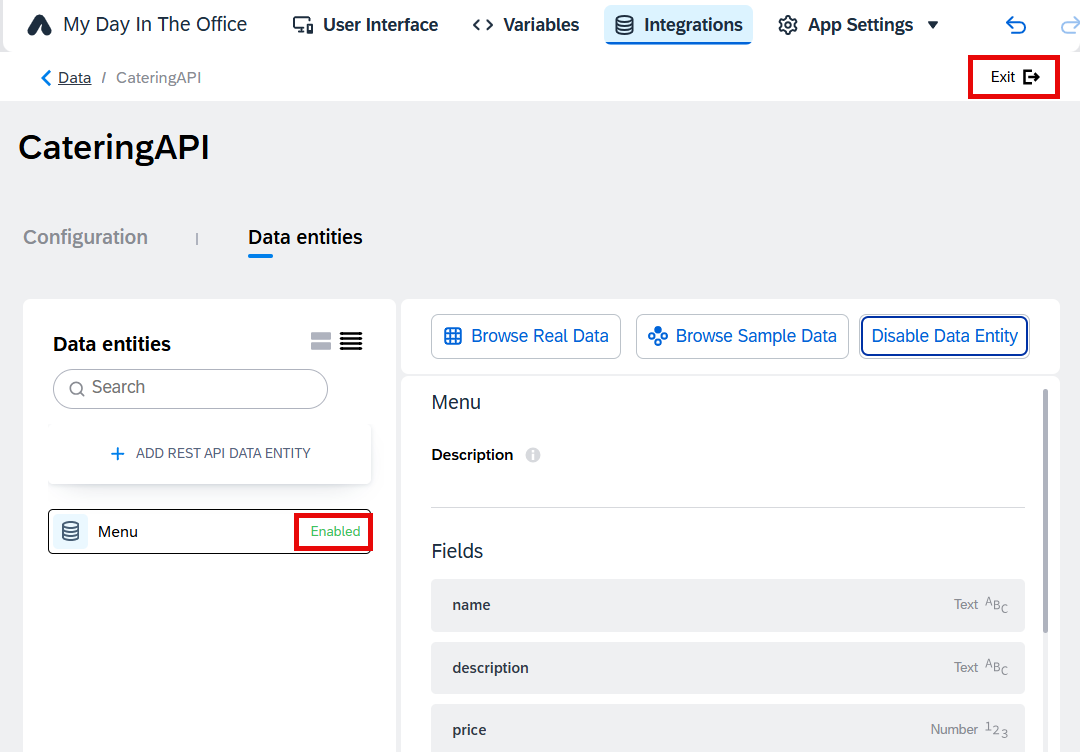 My Day In The Office User Interface Variables Integrations App Settings
Data / CateringAPI Exit
CateringAPI
Configuration | Data entities
Data entities
Search
ADD REST API DATA ENTITY
Menu Enabled
Browse Real Data Browse Sample Data Disable Data Entity
Menu
Description
Fields
name Text ABC
description Text ABC
price Number 123